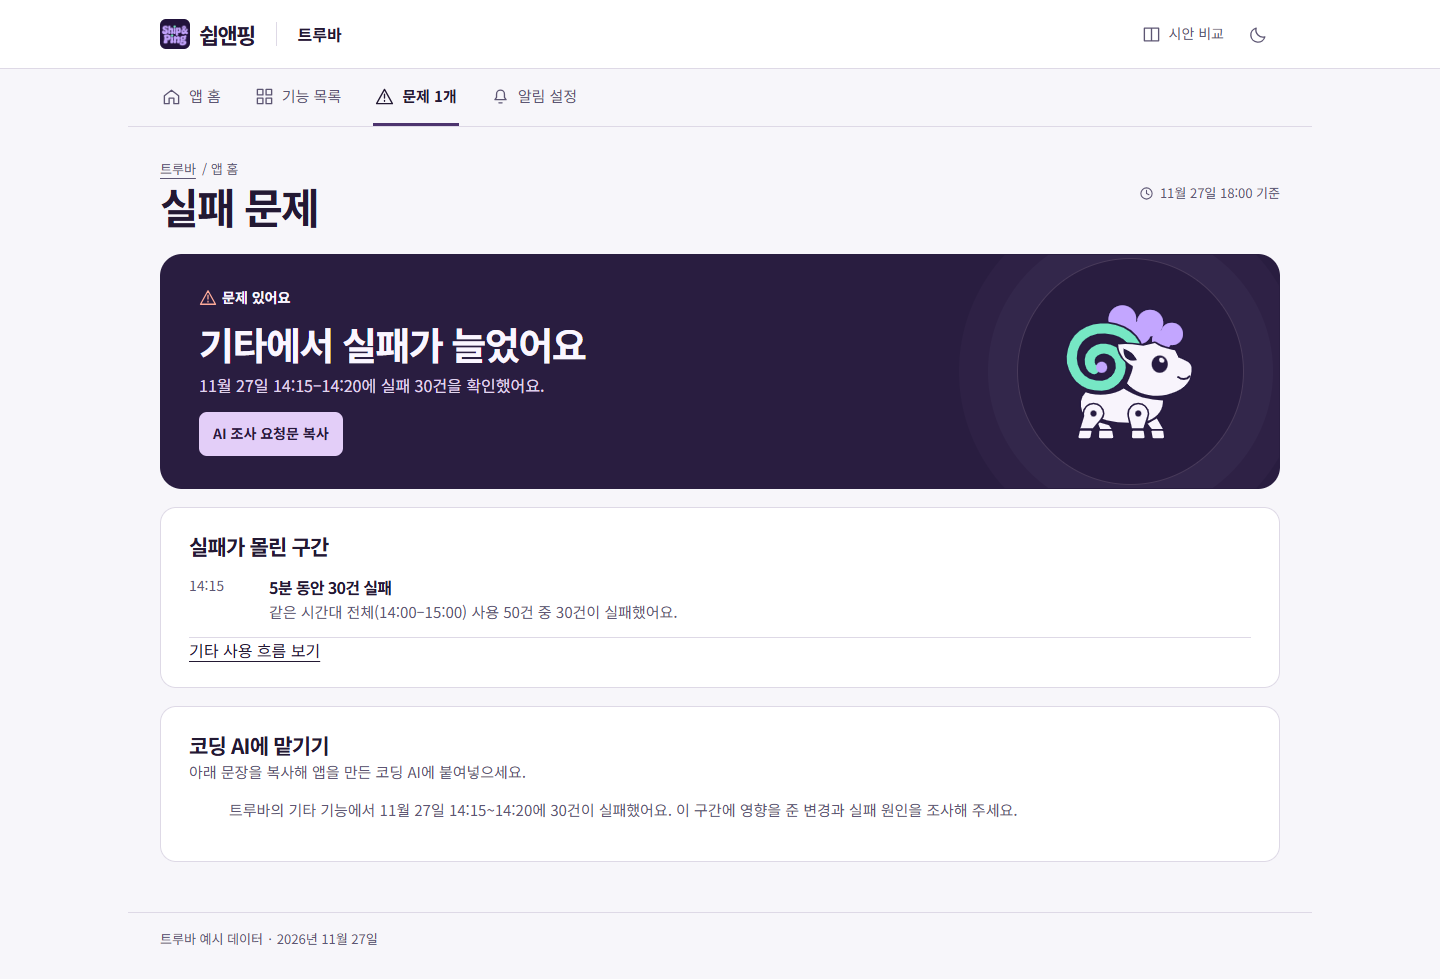 Ship&
Ping
쉽앤핑
트루바
시안 비교
앱 홈
기능 목록
문제 1개
알림 설정
트루바 / 앱 홈
실패 문제
11월 27일 18:00 기준
문제 있어요
기타에서 실패가 늘었어요
11월 27일 14:15–14:20에 실패 30건을 확인했어요.
AI 조사 요청문 복사
실패가 몰린 구간
14:15
5분 동안 30건 실패
같은 시간대 전체(14:00–15:00) 사용 50건 중 30건이 실패했어요.
기타 사용 흐름 보기
코딩 AI에 맡기기
아래 문장을 복사해 앱을 만든 코딩 AI에 붙여넣으세요.
트루바의 기타 기능에서 11월 27일 14:15~14:20에 30건이 실패했어요. 이 구간에 영향을 준 변경과 실패 원인을 조사해 주세요.
트루바 예시 데이터 · 2026년 11월 27일